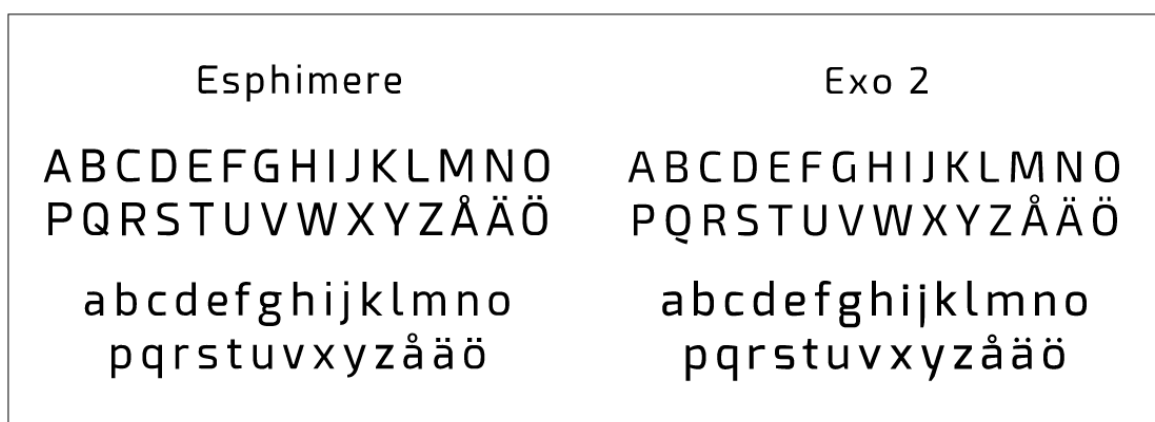 Esphimere
ABCDEFGHIJKLMNO
PQRSTUVWXYZÅÄÖ
abcdefghijklmno
pqrstuvxyzåäö
Exo 2
ABCDEFGHIJKLMNO
PQRSTUVWXYZÅÄÖ
abcdefghijklmno
pqrstuvxyzåäö